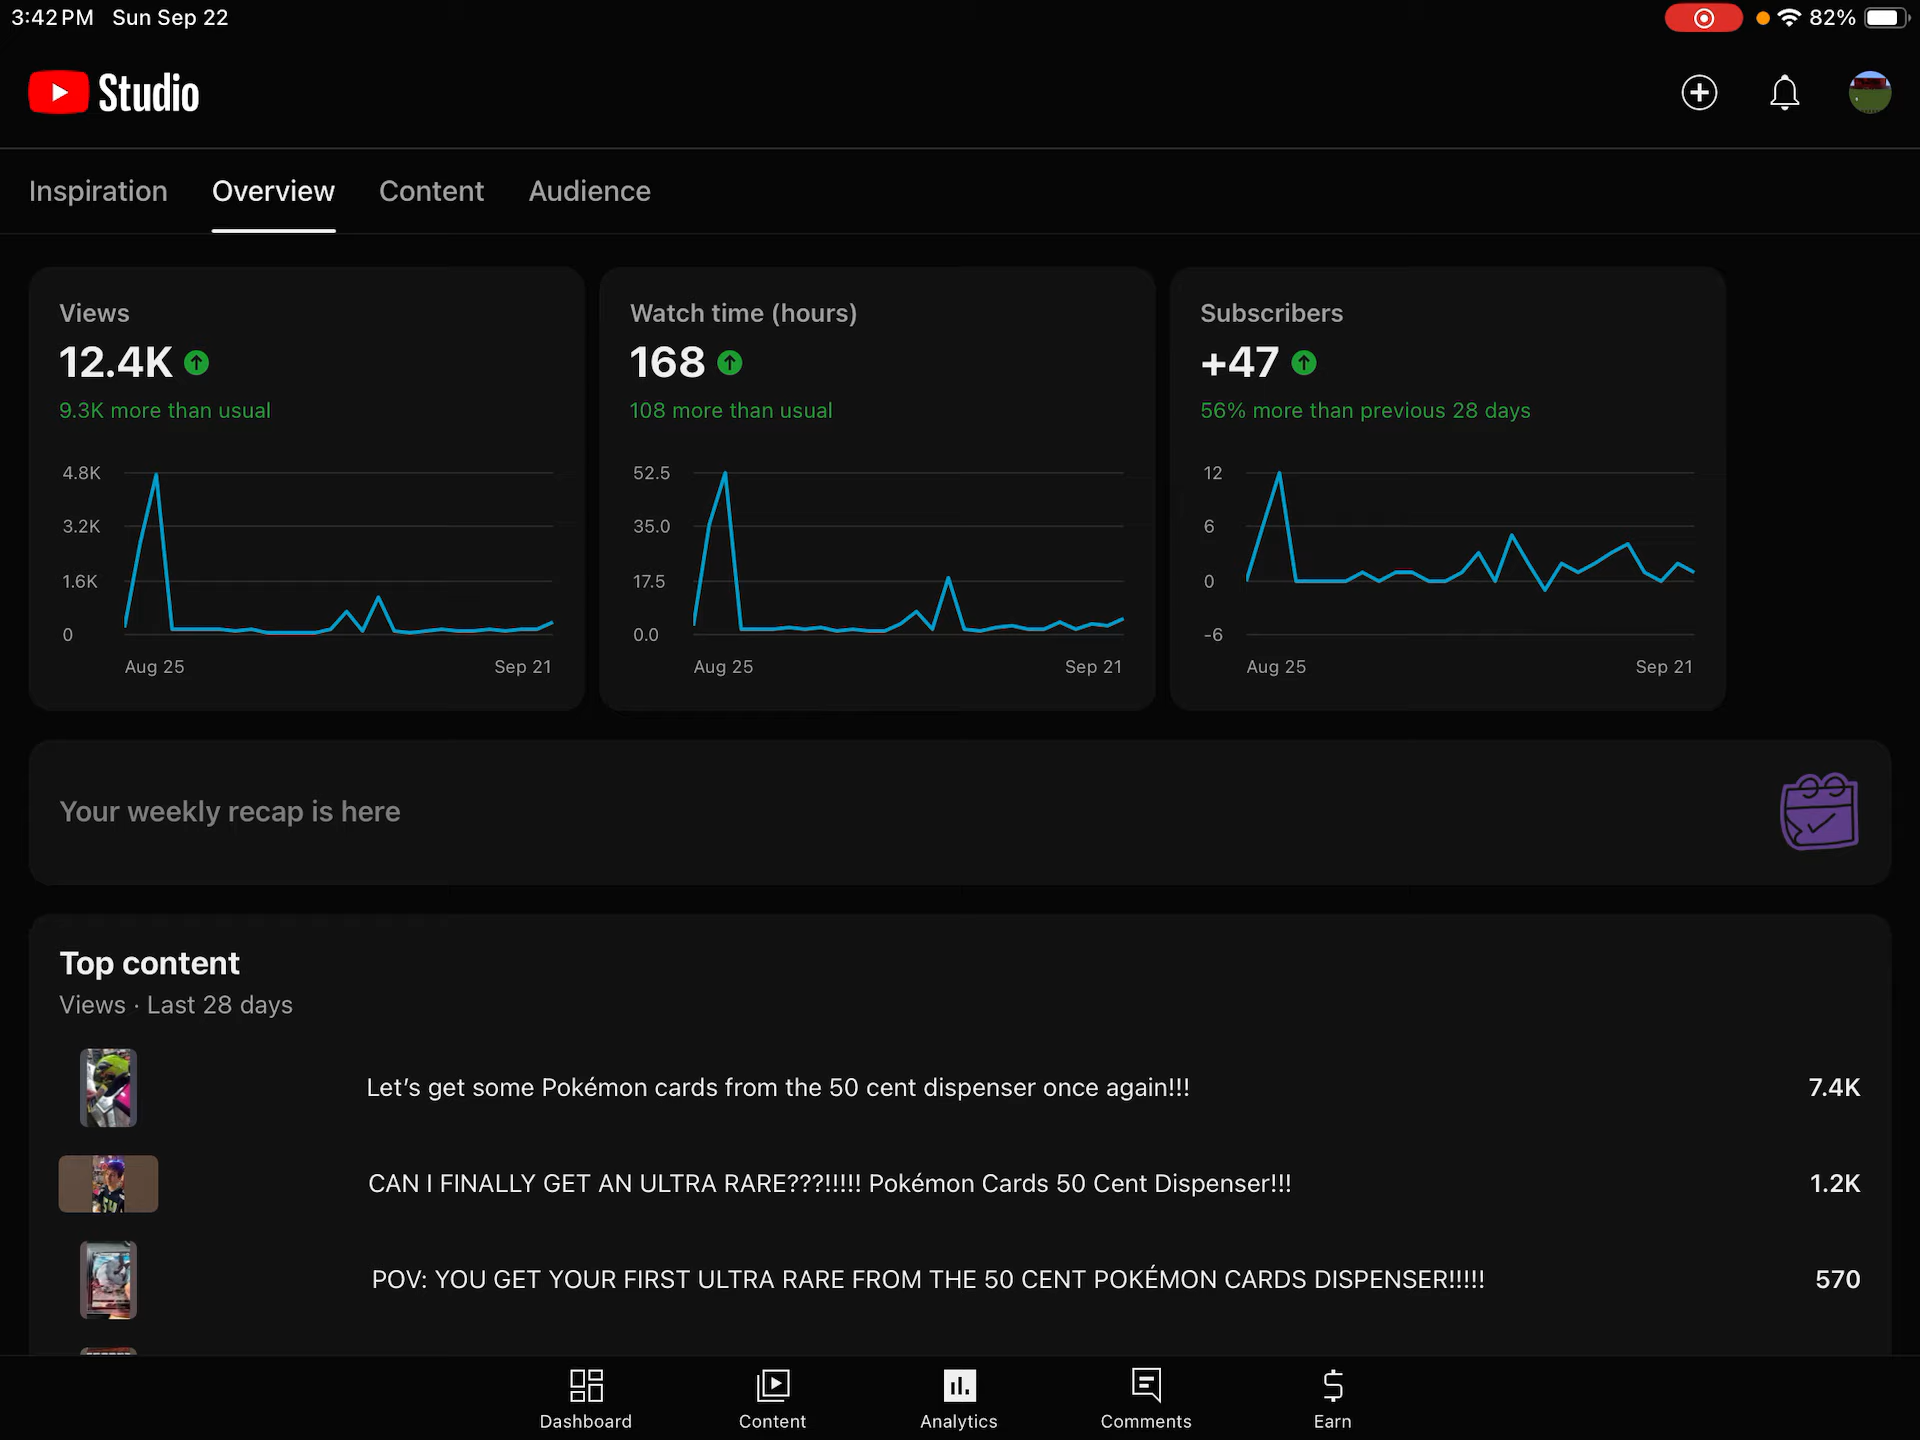 3:42 PM Sun Sep 22
82%
Studio
Inspiration Overview Content Audience
Views
12.4K
9.3K more than usual
4.8K
3.2K
1.6K
0
Aug 25 Sep 21
Watch time (hours)
168
108 more than usual
52.5
35.0
17.5
0.0
Aug 25 Sep 21
Subscribers
+47
56% more than previous 28 days
12
6
0
-6
Aug 25 Sep 21
Your weekly recap is here
Top content
Views · Last 28 days
Let’s get some Pokémon cards from the 50 cent dispenser once again!!! 7.4K
CAN I FINALLY GET AN ULTRA RARE???!!!!! Pokémon Cards 50 Cent Dispenser!!! 1.2K
POV: YOU GET YOUR FIRST ULTRA RARE FROM THE 50 CENT POKÉMON CARDS DISPENSER!!!!! 570
Dashboard Content Analytics Comments Earn